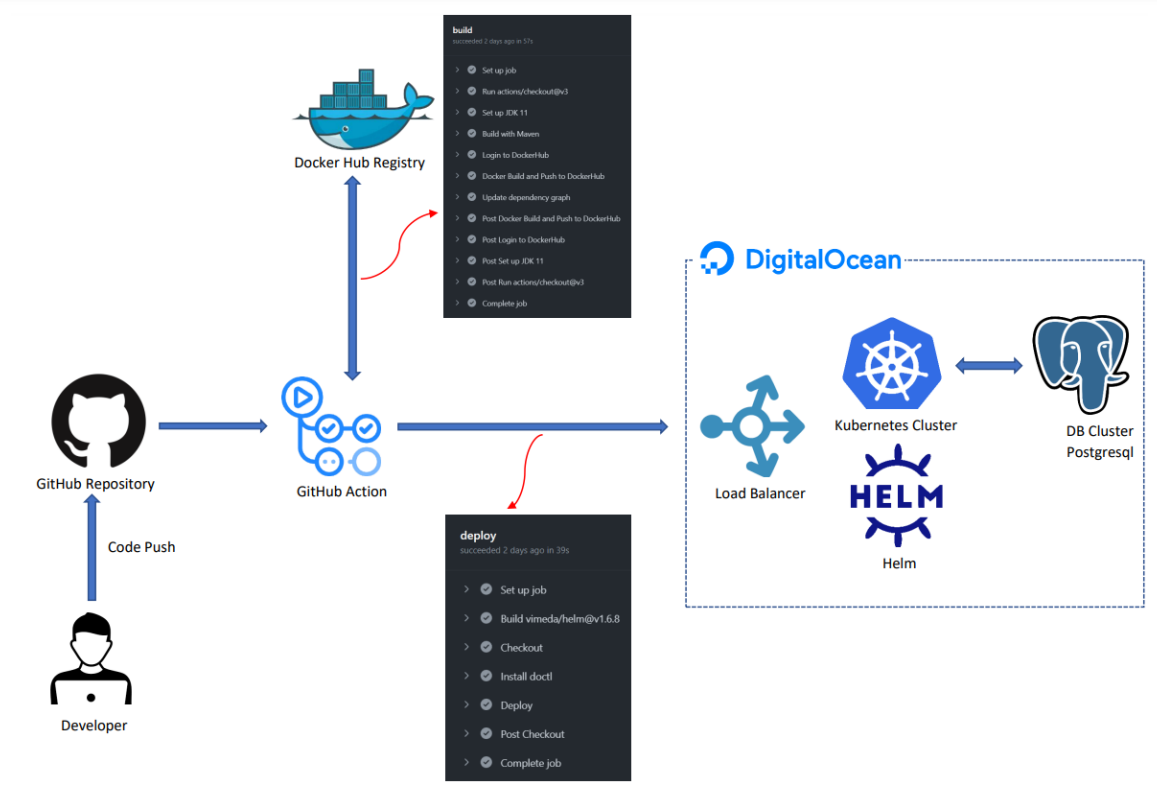 build
succeeded 2 days ago in 57s
Set up job
Run actions/checkout@v3
Set up JDK 11
Build with Maven
Login to DockerHub
Docker Build and Push to DockerHub
Update dependency graph
Post Docker Build and Push to DockerHub
Post Login to DockerHub
Post Set up JDK 11
Post Run actions/checkout@v3
Complete job
Docker Hub Registry
DigitalOcean
Kubernetes Cluster
DB Cluster
Postgresql
GitHub Repository
GitHub Action
Load Balancer
HELM
Helm
Code Push
Developer
deploy
succeeded 2 days ago in 39s
Set up job
Build vimeda/helm@v1.6.8
Checkout
Install doctl
Deploy
Post Checkout
Complete job